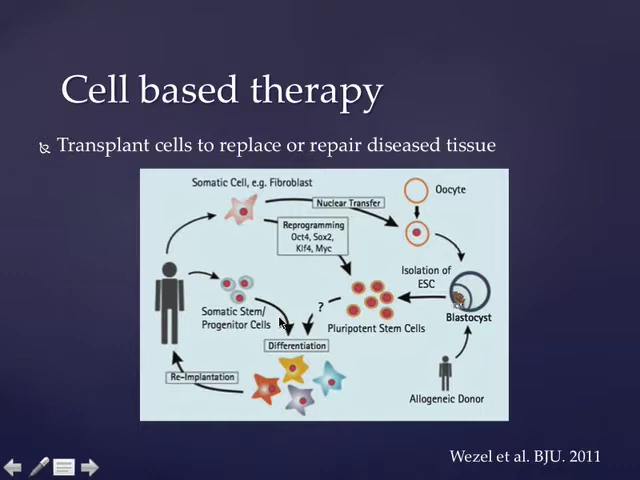 Cell based therapy
Transplant cells to replace or repair diseased tissue
Somatic Cell, e.g. Fibroblast
Nuclear Transfer
Oocyte
Reprogramming
Oct4, Sox2,
Klf4, Myc
Isolation of
ESC
Somatic Stem/
Progenitor Cells
?
Pluripotent Stem Cells
Blastocyst
Differentiation
Re-Implantation
Allogeneic Donor
Wezel et al. BJU. 2011